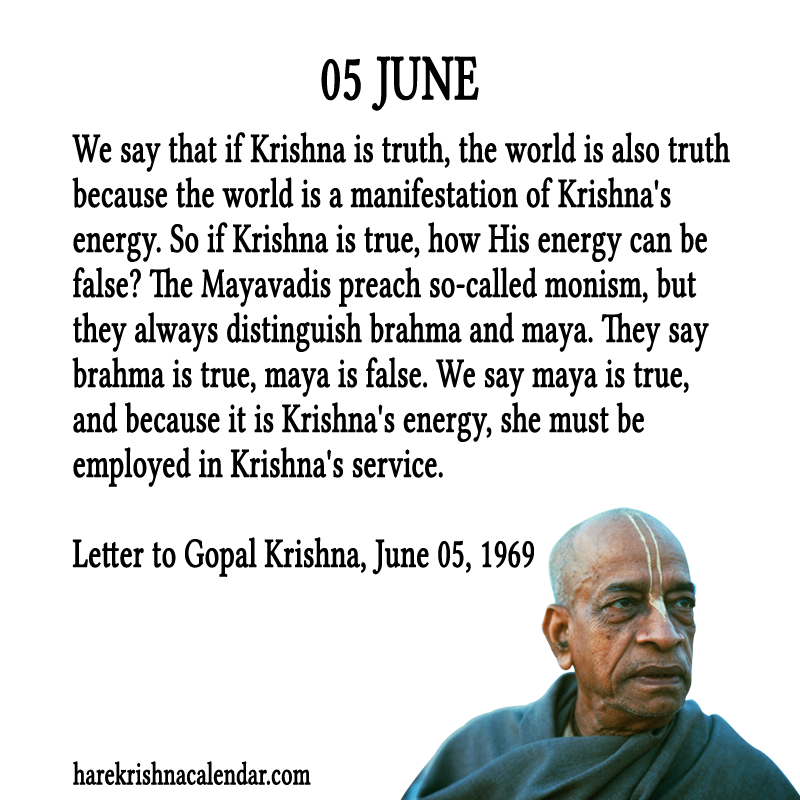 05 JUNE
We say that if Krishna is truth, the world is also truth
because the world is a manifestation of Krishna's
energy. So if Krishna is true, how His energy can be
false? The Mayavadis preach so-called monism, but
they always distinguish brahma and maya. They say
brahma is true, maya is false. We say maya is true,
and because it is Krishna's energy, she must be
employed in Krishna's service.
Letter to Gopal Krishna, June 05, 1969
harekrishnacalendar.com